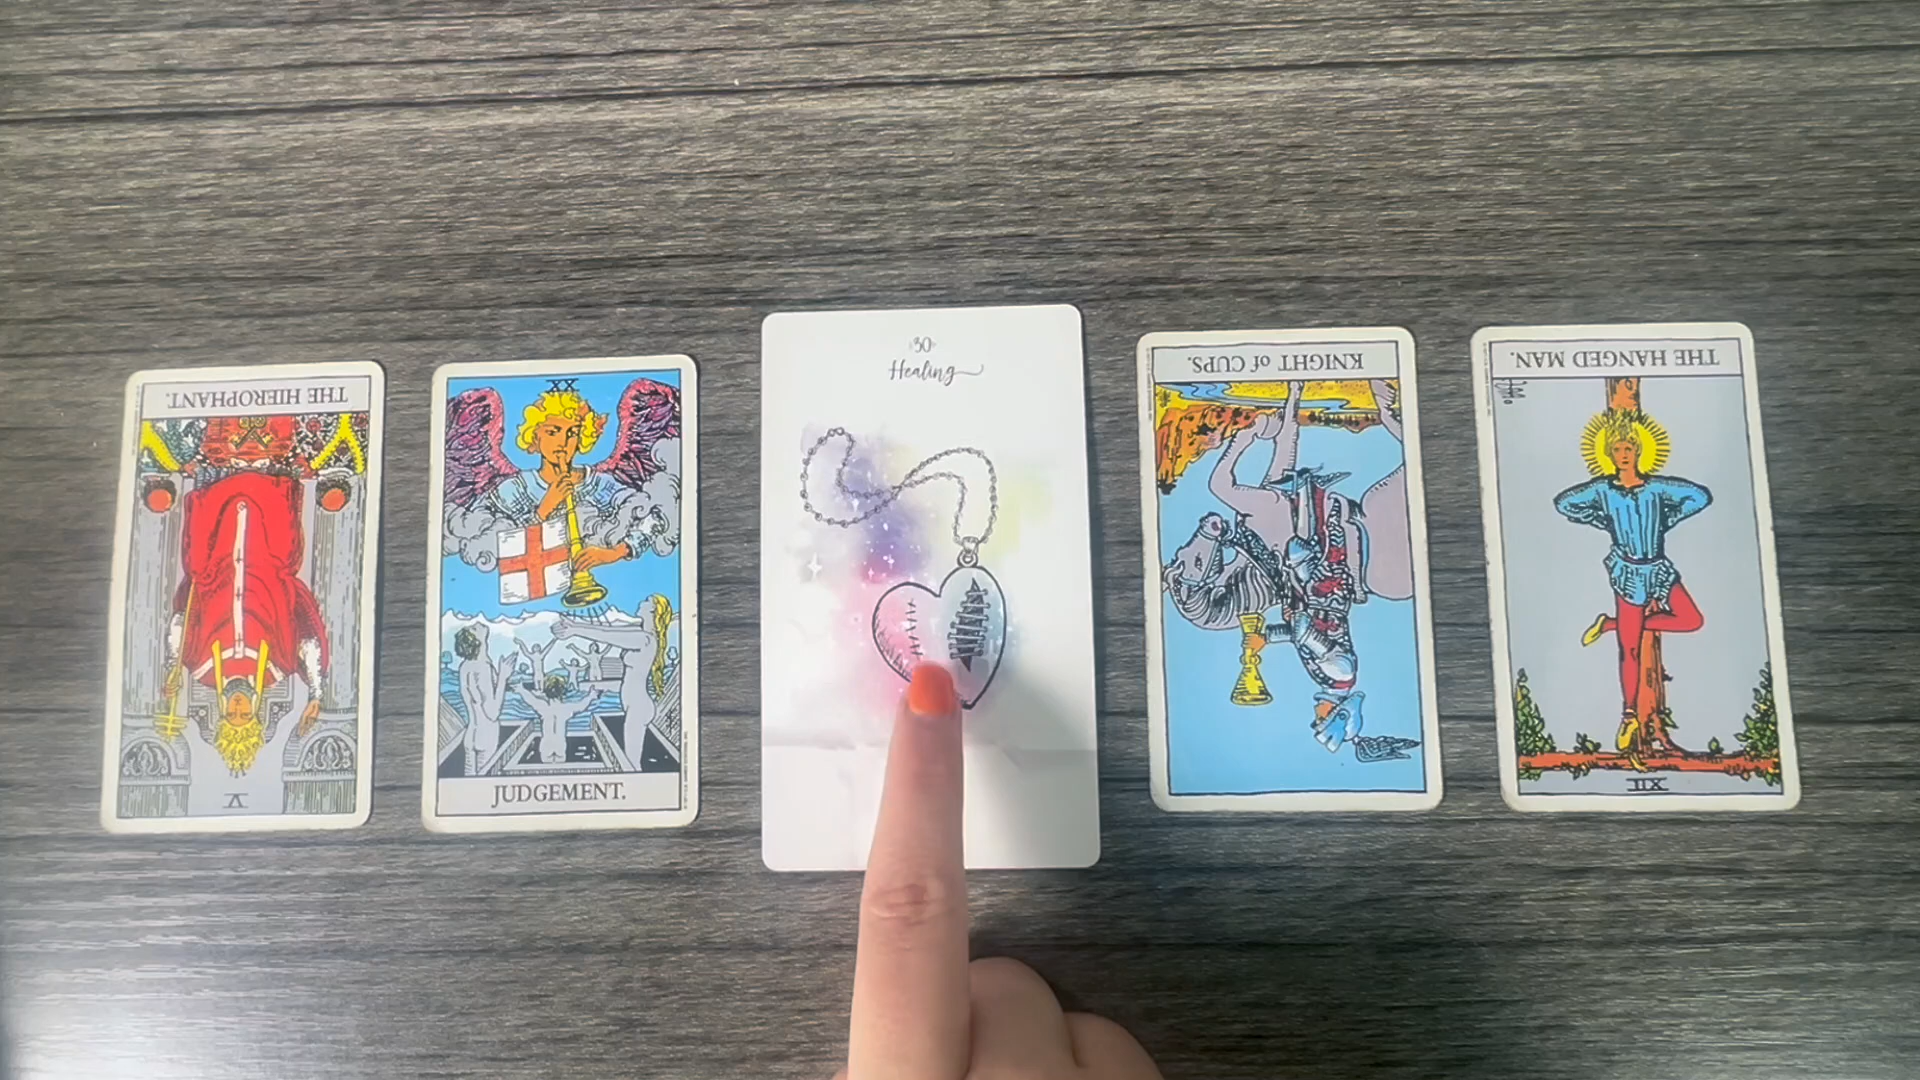 THE HIEROPHANT.
V
XX
JUDGEMENT.
30
Healing
KNIGHT of CUPS.
THE HANGED MAN.
XII